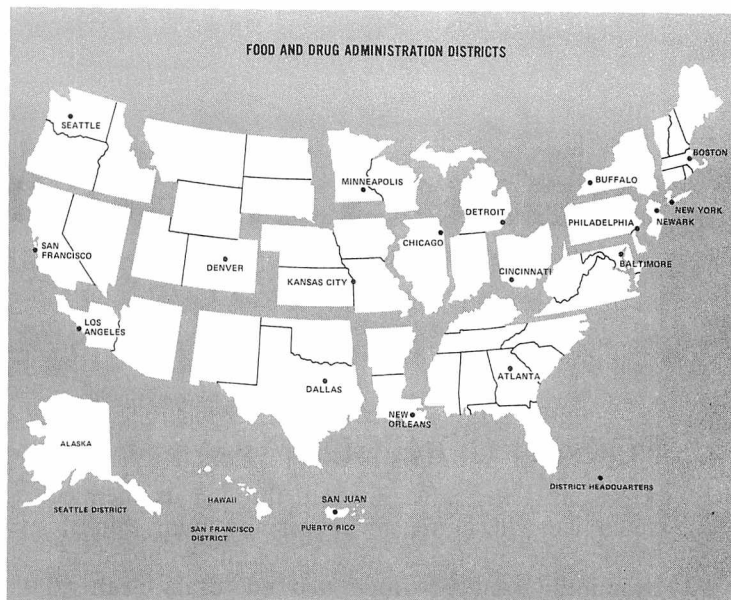 FOOD AND DRUG ADMINISTRATION DISTRICTS
SEATTLE
BOSTON
MINNEAPOLIS
BUFFALO
DETROIT
NEW YORK
PHILADELPHIA
NEWARK
CHICAGO
SAN
FRANCISCO
DENVER
BALTIMORE
CINCINNATI
KANSAS CITY
LOS
ANGELES
ATLANTA
DALLAS
NEW
ORLEANS
ALASKA
DISTRICT HEADQUARTERS
HAWAII
SAN JUAN
SEATTLE DISTRICT
SAN FRANCISCO
DISTRICT
PUERTO RICO